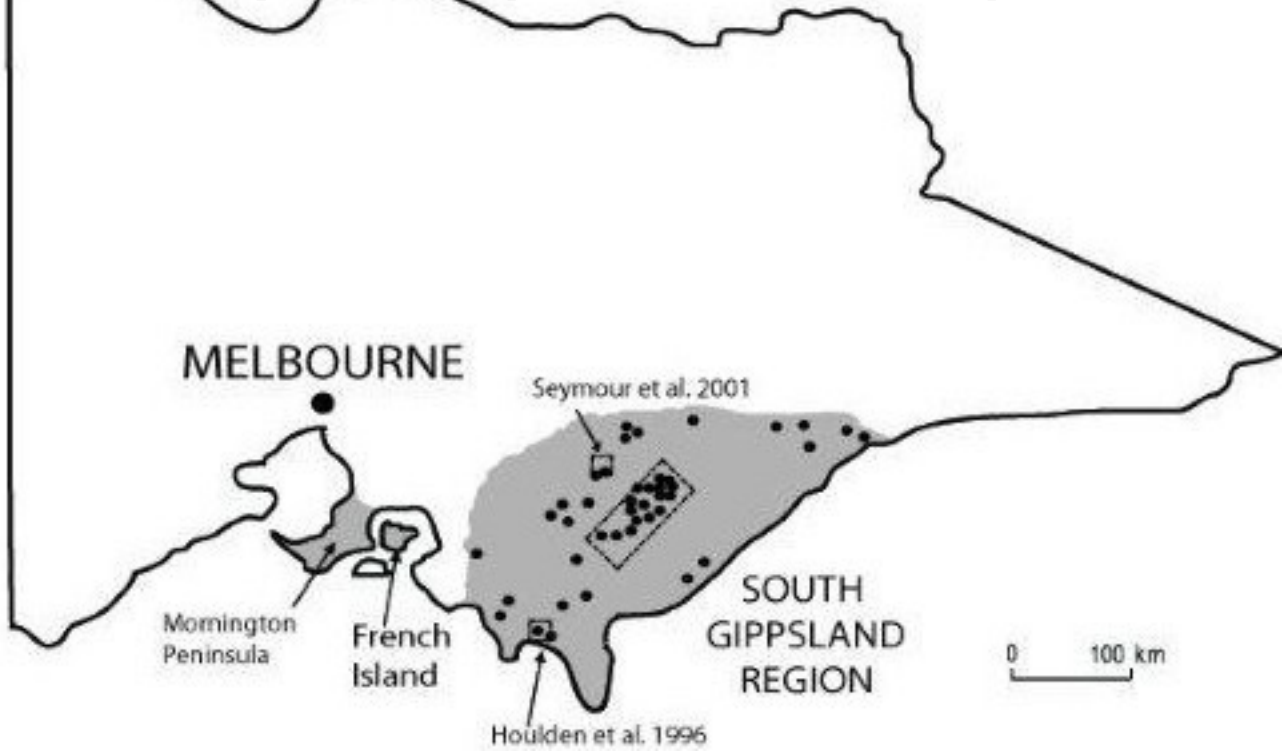 MELBOURNE
Seymour et al. 2001
Mornington
Peninsula
French
Island
SOUTH
GIPPSLAND
REGION
0 100 km
Houlden et al. 1996